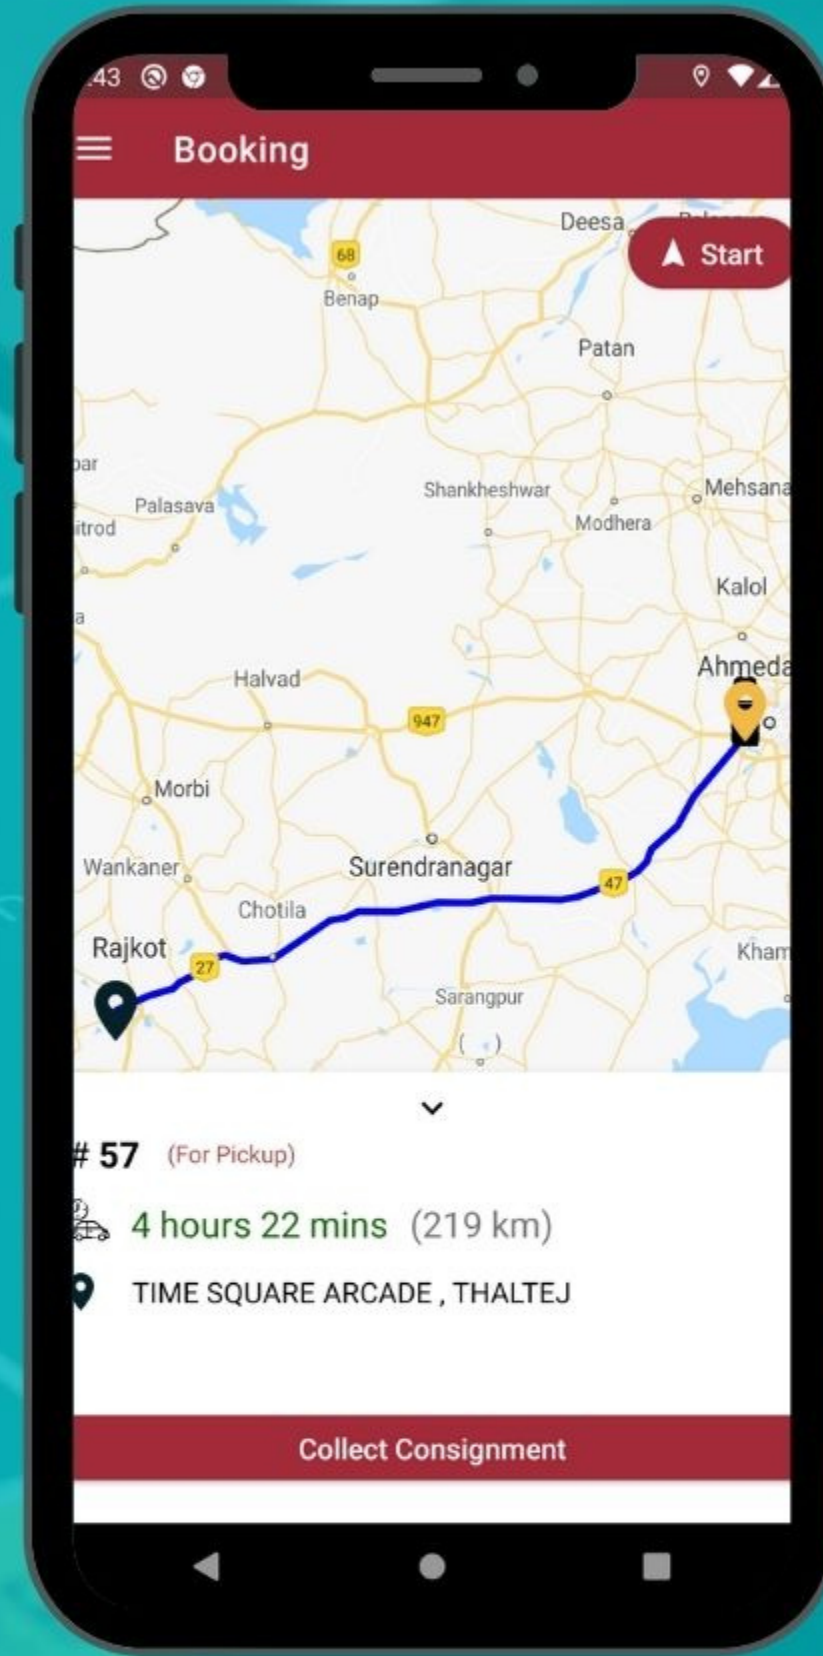 :43
Booking
Deesa
Start
68
Benap
Patan
Shankheshwar
Mehsana
Palasava
Modhera
Kalol
Ahmeda
Halvad
947
Morbi
Surendranagar
Wankaner
47
Chotila
Rajkot
27
Kham
Sarangpur
# 57 (For Pickup)
4 hours 22 mins (219 km)
TIME SQUARE ARCADE , THALTEJ
Collect Consignment